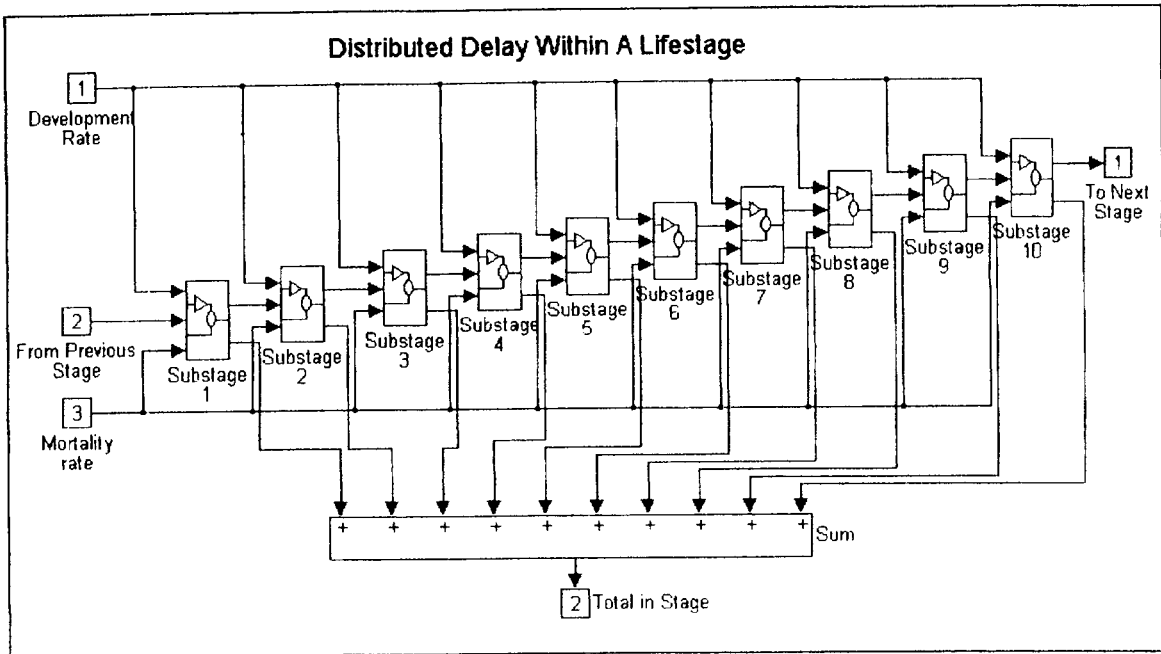 Distributed Delay Within A Lifestage
1
Development
Rate
2
From Previous
Stage
3
Mortality
rate
Substage
1
Substage
2
Substage
3
Substage
4
Substage
5
Substage
6
Substage
7
Substage
8
Substage
9
Substage
10
1
To Next
Stage
+ + + + + + + + + +
Sum
2
Total in Stage